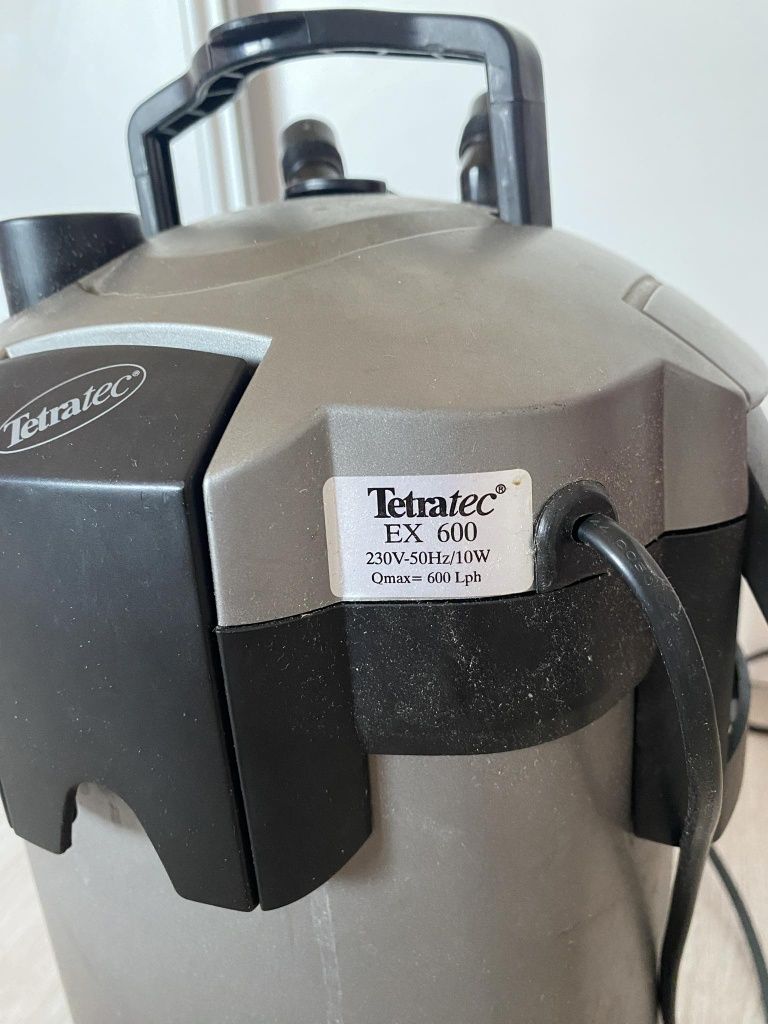 Tetratec®
Tetratec®
EX 600
230V-50Hz/10W
Qmax= 600 Lph